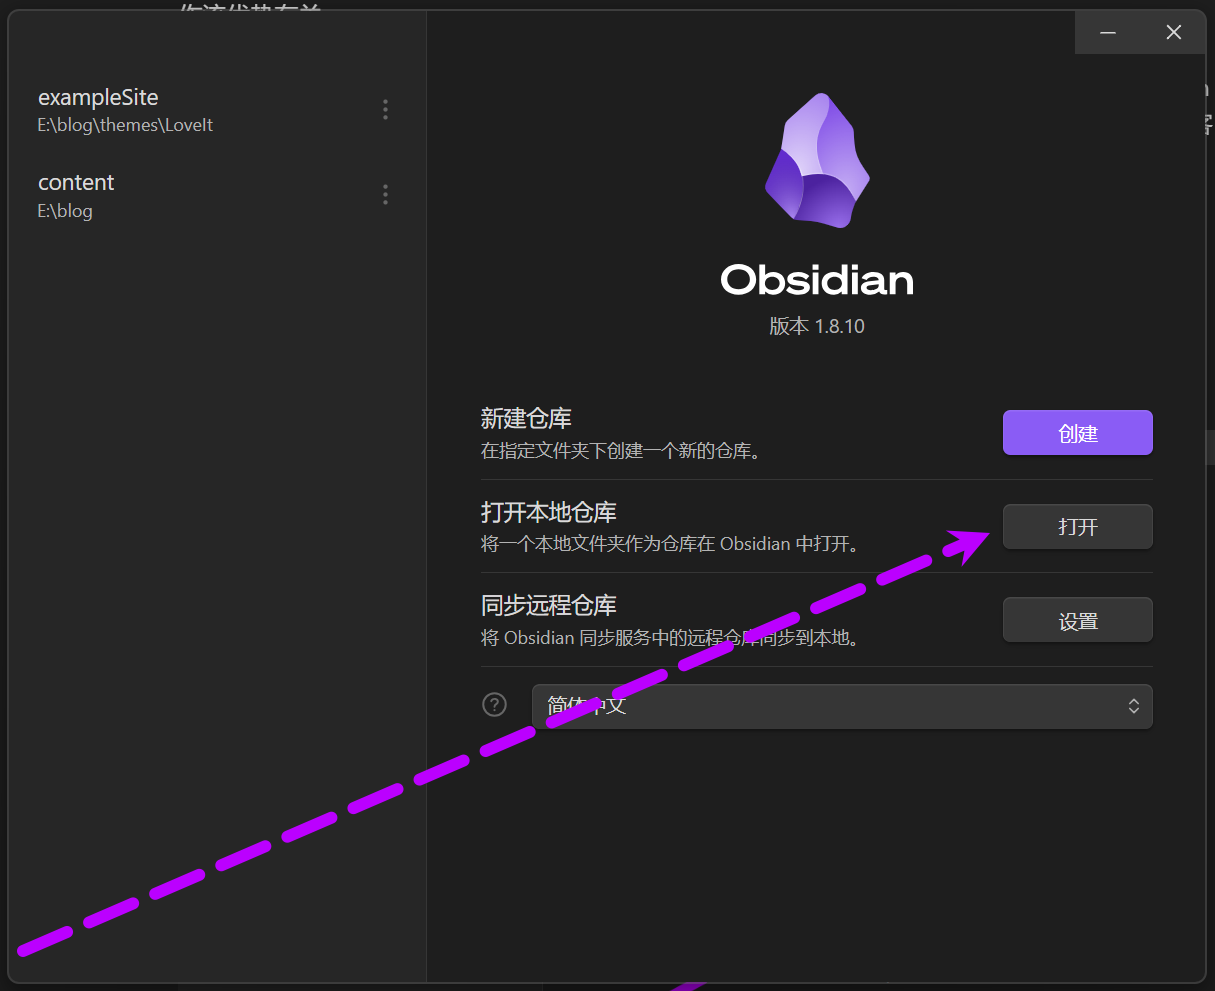 exampleSite
E:\blog\themes\LoveIt
content
E:\blog
Obsidian
版本 1.8.10
新建仓库
在指定文件夹下创建一个新的仓库。
创建
打开本地仓库
将一个本地文件夹作为仓库在 Obsidian 中打开。
打开
同步远程仓库
将 Obsidian 同步服务中的远程仓库同步到本地。
设置
?
简体中文